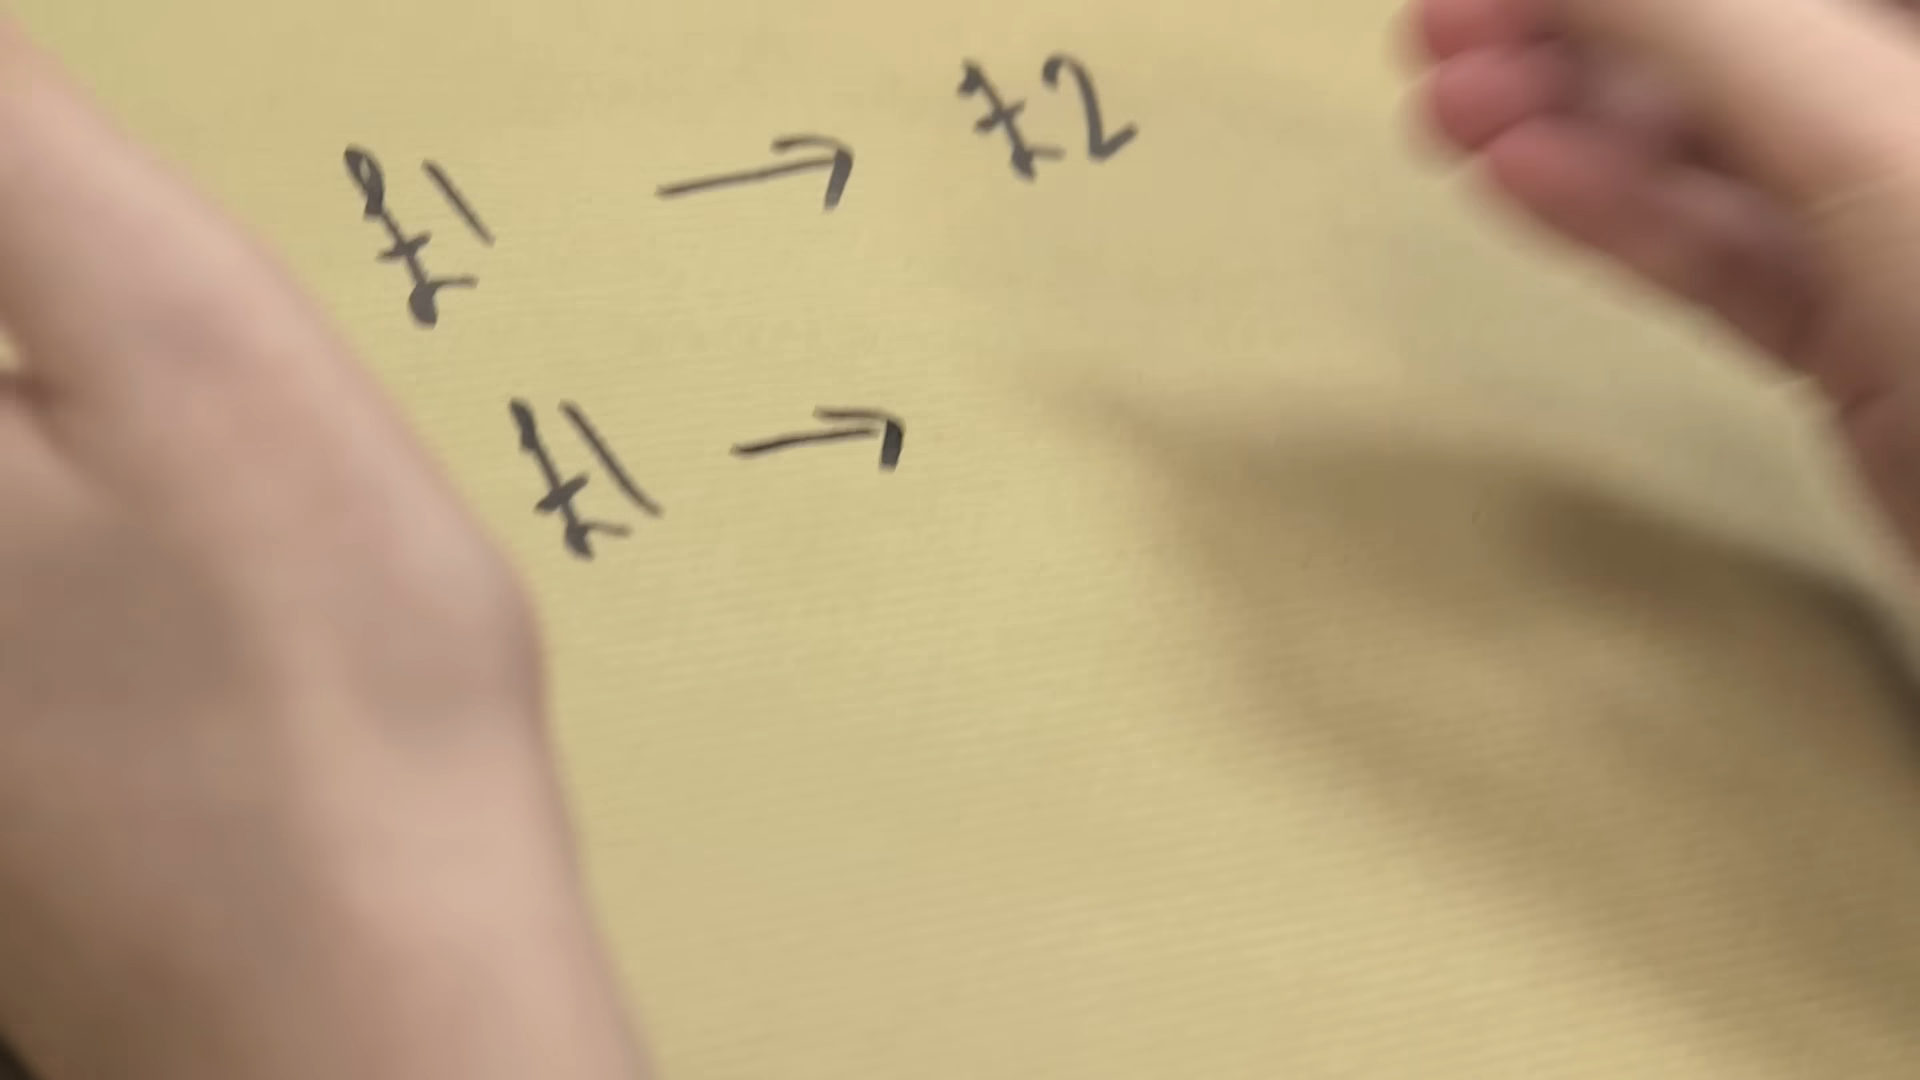 £1 → £2
£1 →